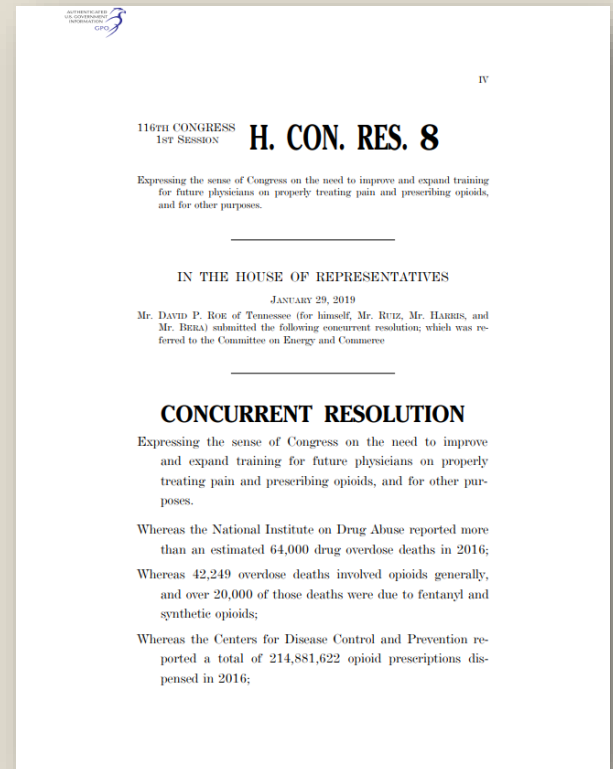 AUTHENTICATED
U.S. GOVERNMENT
INFORMATION
GPO
IV
116TH CONGRESS
1ST SESSION
H. CON. RES. 8
Expressing the sense of Congress on the need to improve and expand training
for future physicians on properly treating pain and prescribing opioids,
and for other purposes.
IN THE HOUSE OF REPRESENTATIVES
JANUARY 29, 2019
Mr. DAVID P. ROE of Tennessee (for himself, Mr. RUIZ, Mr. HARRIS, and
Mr. BERA) submitted the following concurrent resolution; which was re-
ferred to the Committee on Energy and Commerce
CONCURRENT RESOLUTION
Expressing the sense of Congress on the need to improve
and expand training for future physicians on properly
treating pain and prescribing opioids, and for other pur-
poses.
Whereas the National Institute on Drug Abuse reported more
than an estimated 64,000 drug overdose deaths in 2016;
Whereas 42,249 overdose deaths involved opioids generally,
and over 20,000 of those deaths were due to fentanyl and
synthetic opioids;
Whereas the Centers for Disease Control and Prevention re-
ported a total of 214,881,622 opioid prescriptions dis-
pensed in 2016;